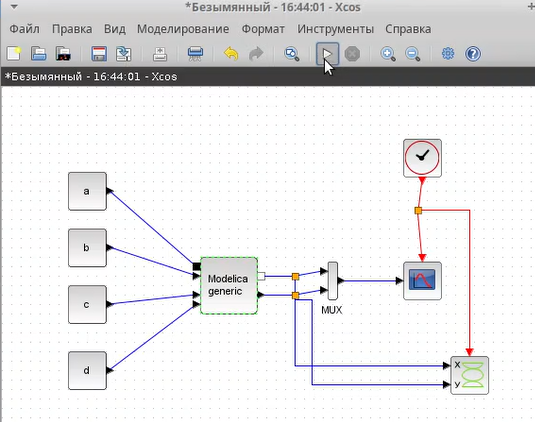 *Безымянный - 16:44:01 - Xcos
Файл Правка Вид Моделирование Формат Инструменты Справка
*Безымянный - 16:44:01 - Xcos
a
b
c
d
Modelica
generic
MUX
X
y